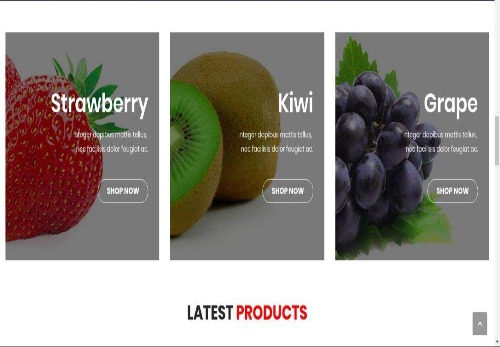 Strawberry
nteger dapibus mattis tellus,
nec facilisis dolor feugiat ac.
SHOP NOW
Kiwi
nteger dapibus mattis tellus,
nec facilisis dolor feugiat ac.
SHOP NOW
Grape
nteger dapibus mattis tellus,
nec facilisis dolor feugiat ac.
SHOP NOW
LATEST PRODUCTS